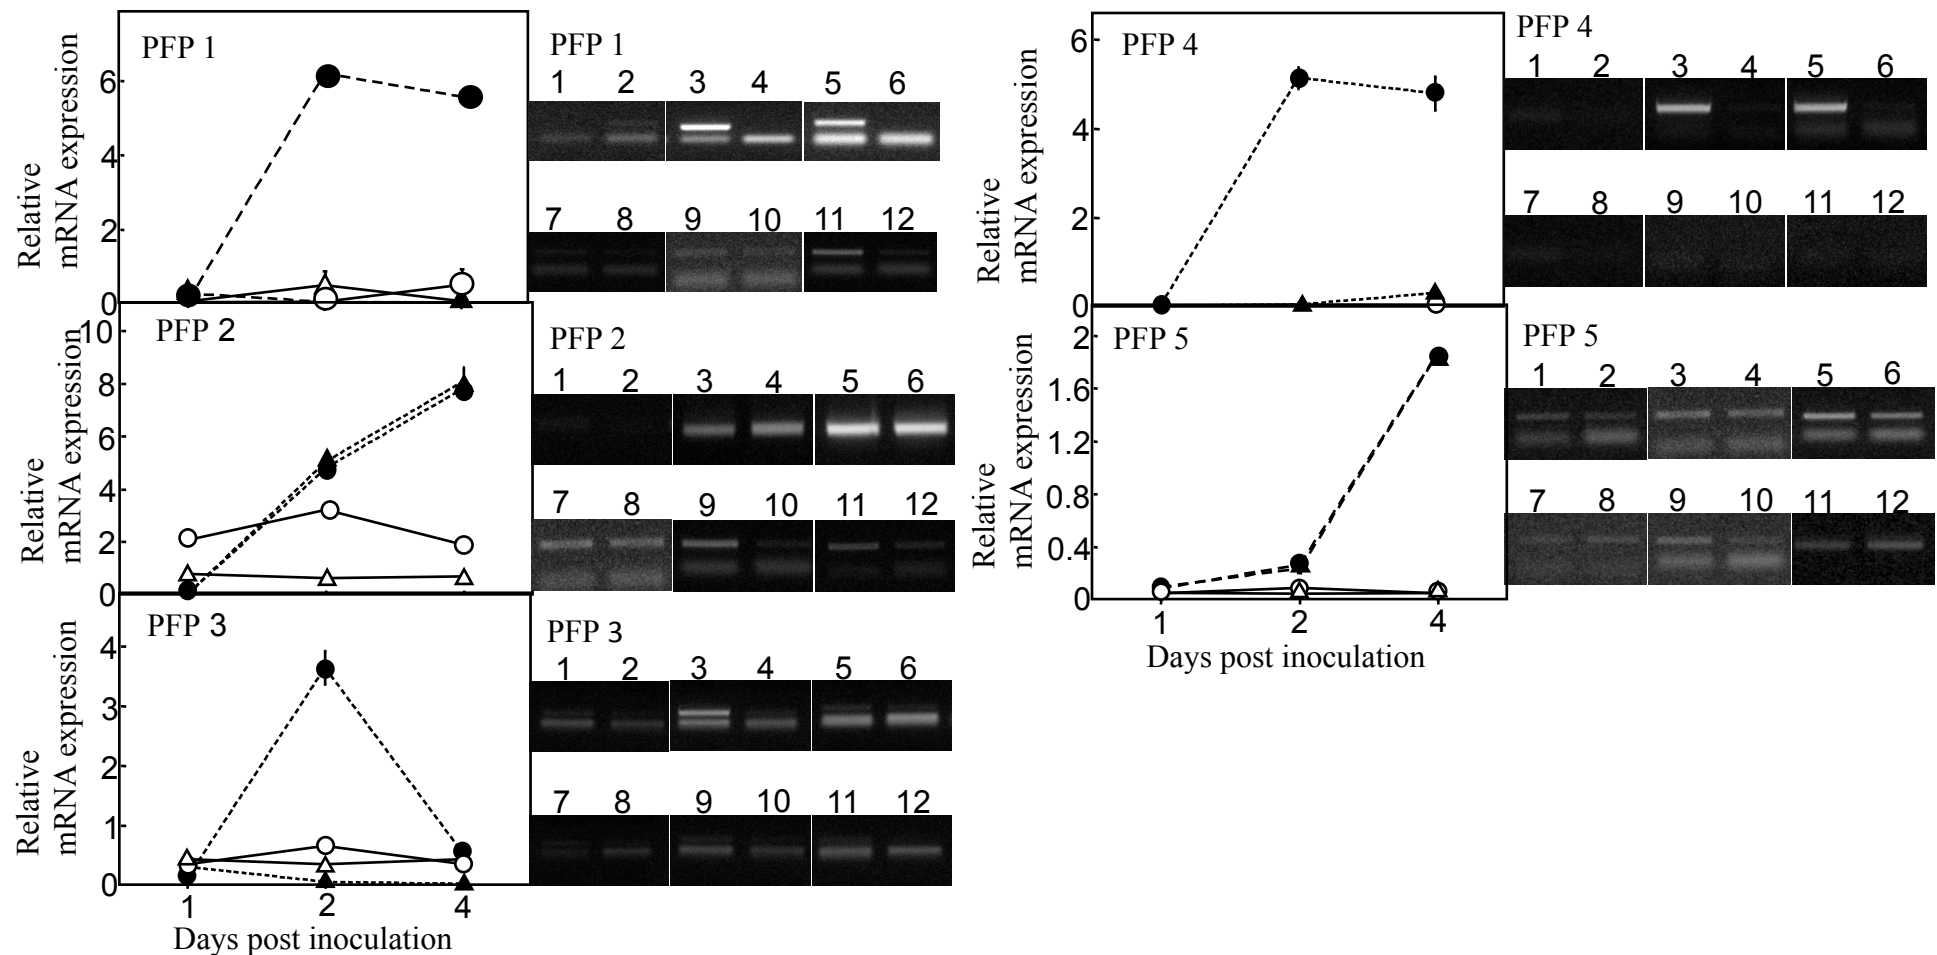 PFP 1
6
4
2
0
Relative
mRNA expression
PFP 1
1 2 3 4 5 6
7 8 9 10 11 12
PFP 2
10
8
6
4
2
0
Relative
mRNA expression
PFP 2
1 2 3 4 5 6
7 8 9 10 11 12
PFP 3
4
3
2
1
0
Relative
mRNA expression
1 2 4
Days post inoculation
PFP 3
1 2 3 4 5 6
7 8 9 10 11 12
PFP 4
6
4
2
0
Relative
mRNA expression
PFP 4
1 2 3 4 5 6
7 8 9 10 11 12
PFP 5
2
1.6
1.2
0.8
0.4
0
Relative
mRNA expression
1 2 4
Days post inoculation
PFP 5
1 2 3 4 5 6
7 8 9 10 11 12